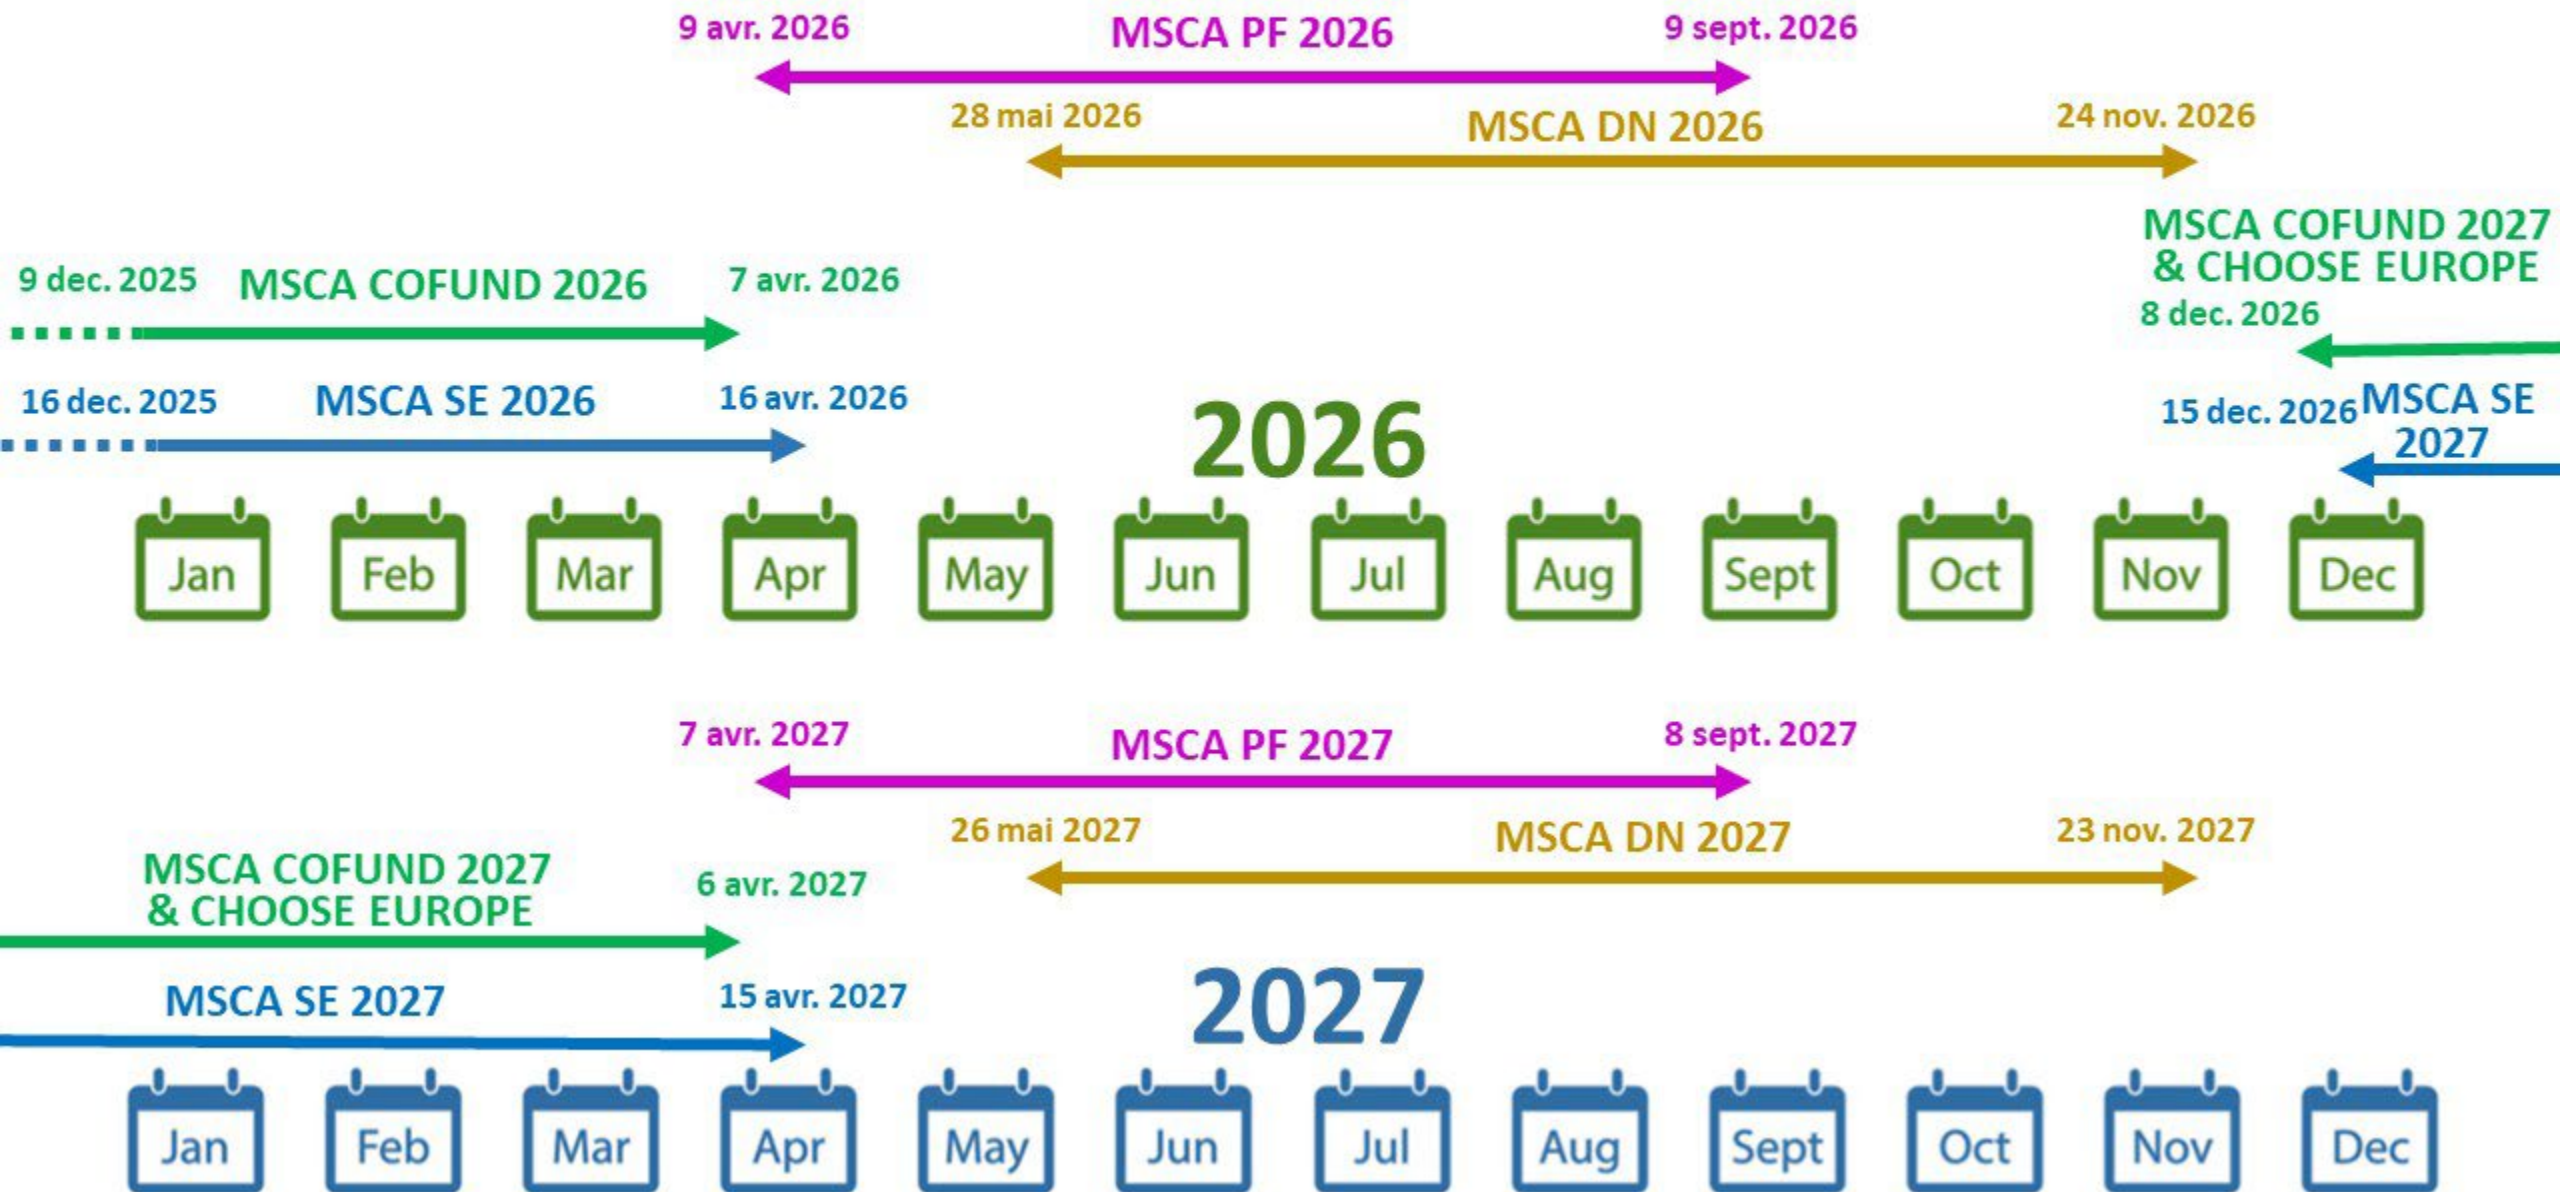 9 avr. 2026 MSCA PF 2026 9 sept. 2026
28 mai 2026 MSCA DN 2026 24 nov. 2026
MSCA COFUND 2027
& CHOOSE EUROPE
9 dec. 2025 MSCA COFUND 2026 7 avr. 2026
8 dec. 2026
16 dec. 2025 MSCA SE 2026 16 avr. 2026
15 dec. 2026 MSCA SE
2027
2026
Jan Feb Mar Apr May Jun Jul Aug Sept Oct Nov Dec
7 avr. 2027 MSCA PF 2027 8 sept. 2027
26 mai 2027 MSCA DN 2027 23 nov. 2027
MSCA COFUND 2027
& CHOOSE EUROPE
6 avr. 2027
MSCA SE 2027 15 avr. 2027
2027
Jan Feb Mar Apr May Jun Jul Aug Sept Oct Nov Dec